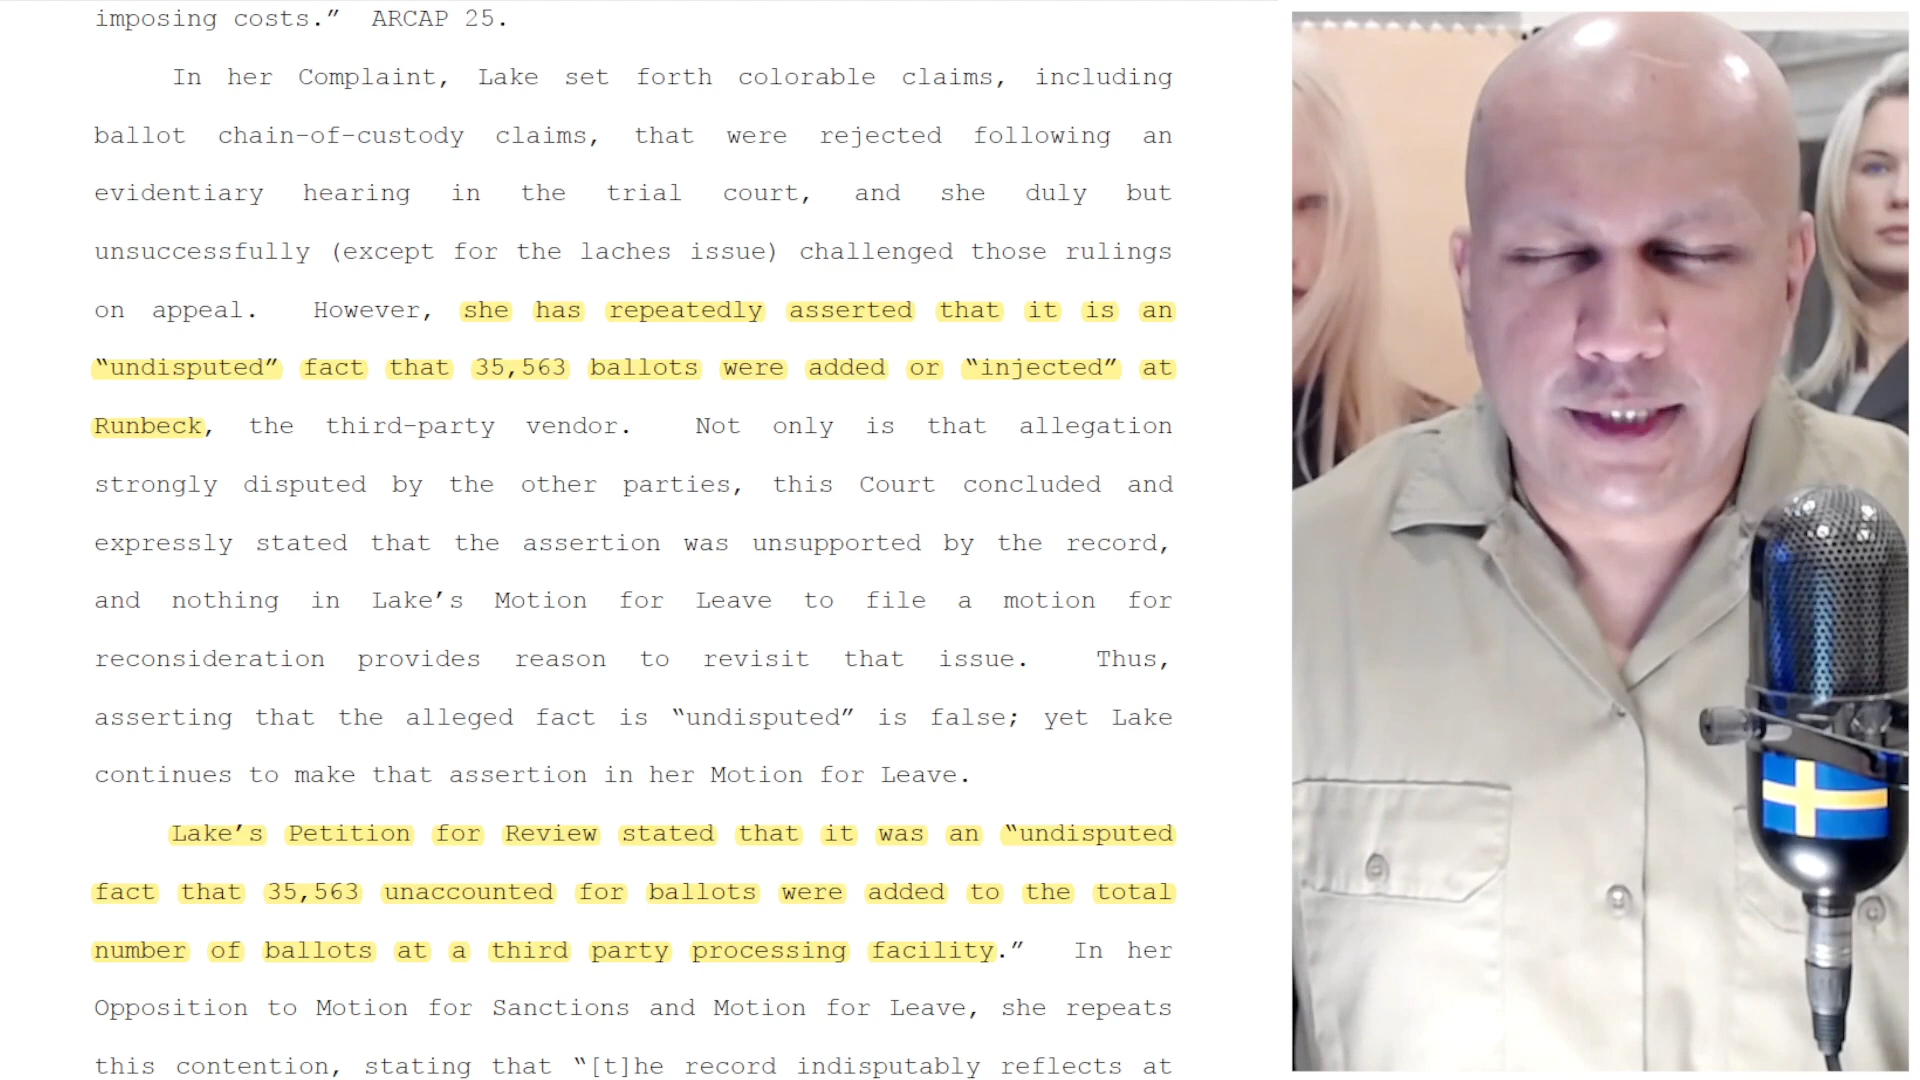 imposing costs.” ARCAP 25.
In her Complaint, Lake set forth colorable claims, including
ballot chain-of-custody claims, that were rejected following an
evidentiary hearing in the trial court, and she duly but
unsuccessfully (except for the laches issue) challenged those rulings
on appeal. However, she has repeatedly asserted that it is an
“undisputed” fact that 35,563 ballots were added or “injected” at
Runbeck, the third-party vendor. Not only is that allegation
strongly disputed by the other parties, this Court concluded and
expressly stated that the assertion was unsupported by the record,
and nothing in Lake’s Motion for Leave to file a motion for
reconsideration provides reason to revisit that issue. Thus,
asserting that the alleged fact is “undisputed” is false; yet Lake
continues to make that assertion in her Motion for Leave.
Lake’s Petition for Review stated that it was an “undisputed
fact that 35,563 unaccounted for ballots were added to the total
number of ballots at a third party processing facility.” In her
Opposition to Motion for Sanctions and Motion for Leave, she repeats
this contention, stating that “[t]he record indisputably reflects at